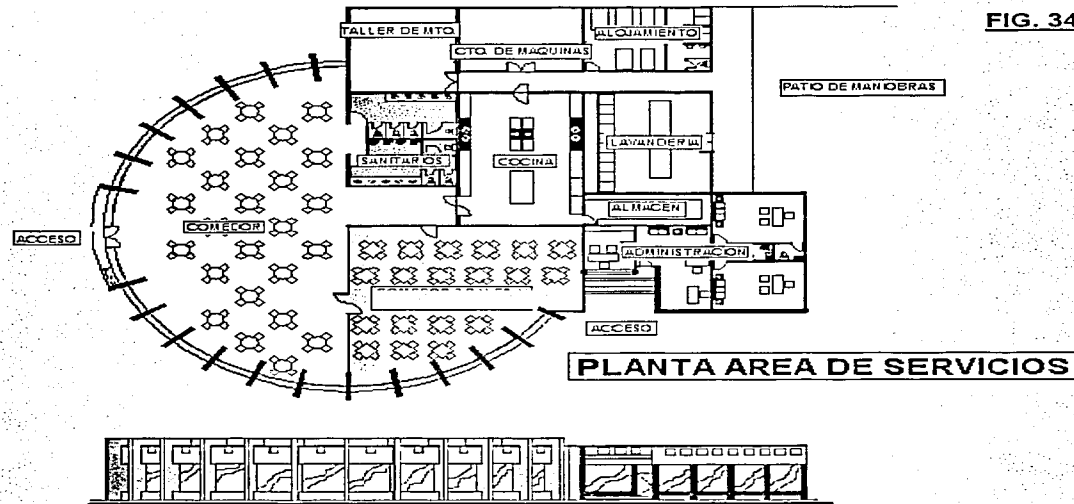 FIG. 34
TALLER DE MTO.
CTO. DE MAQUINAS
ALOJAMIENTO
PATIO DE MANIOBRAS
SANITARIOS
COCINA
LAVANDERIA
ALMACEN
COMEDOR
ACCESO
ADMINISTRACION
COMEDOR
ACCESO
PLANTA AREA DE SERVICIOS